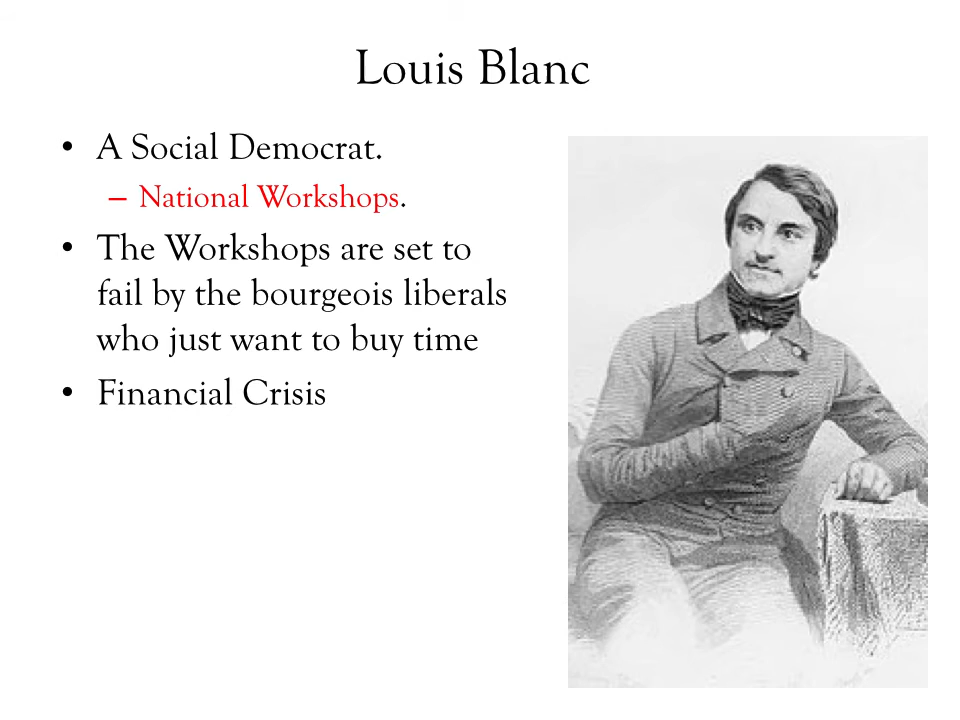 Louis Blanc
• A Social Democrat.
– National Workshops.
• The Workshops are set to
fail by the bourgeois liberals
who just want to buy time
• Financial Crisis